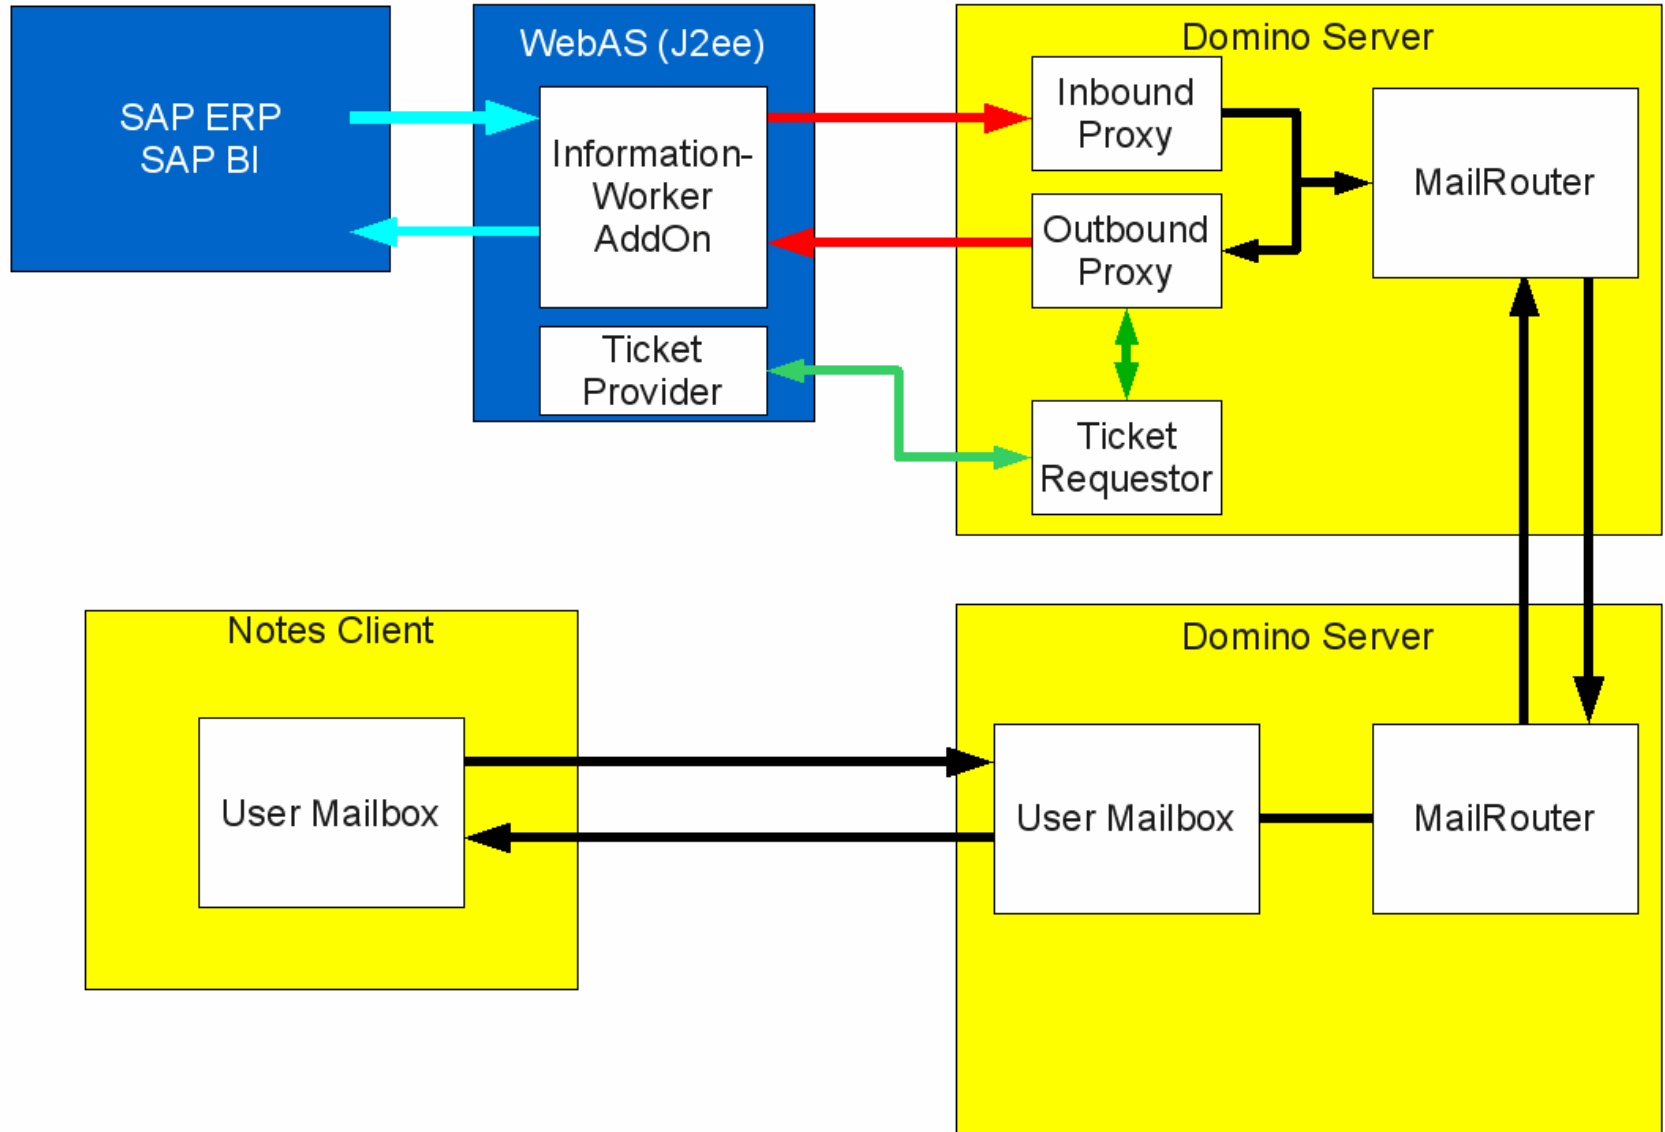 SAP ERP
SAP BI
WebAS (J2ee)
Information-
Worker
AddOn
Ticket
Provider
Domino Server
Inbound
Proxy
Outbound
Proxy
MailRouter
Ticket
Requestor
Notes Client
User Mailbox
Domino Server
User Mailbox
MailRouter